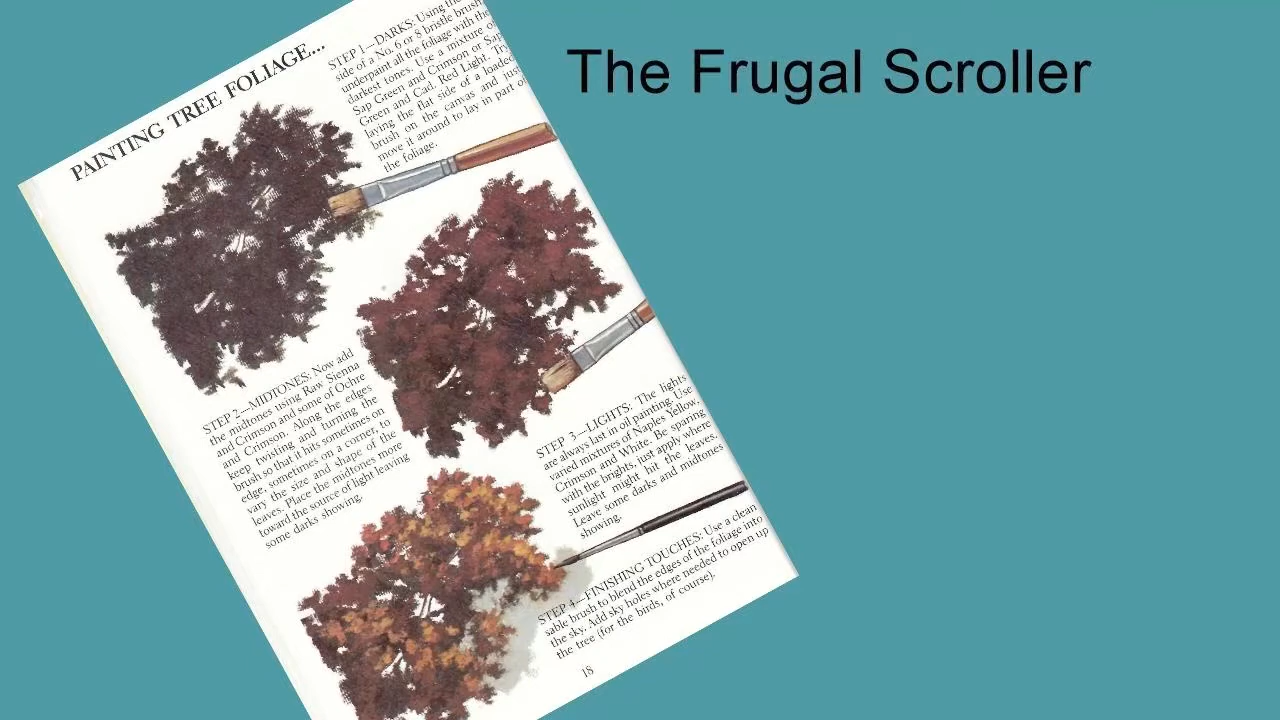 The Frugal Scroller
PAINTING TREE FOLIAGE...
STEP 1—DARKS: Using the
side of a No. 6 or 8 bristle brush
underpaint all the foliage with the
darkest tones. Use a mixture of
Sap Green and Crimson or Sap
Green and Cad. Red Light. Try
laying the flat side of a loaded
brush on the canvas and just
move it around to lay in part of
the foliage.
STEP 2—MIDTONES: Now add
the midtones using Raw Sienna
and Crimson and some of Ochre
and Crimson. Along the edges
keep twisting and turning the
brush so that it hits sometimes on
edge, sometimes on a corner, to
vary the size and shape of the
leaves. Place the midtones more
toward the source of light leaving
some darks showing.
STEP 3—LIGHTS: The lights
are always last in oil painting. Use
varied mixtures of Naples Yellow,
Crimson and White. Be sparing
with the brights, just apply where
sunlight might hit the leaves.
Leave some darks and midtones
showing.
STEP 4—FINISHING TOUCHES: Use a clean
sable brush to blend the edges of the foliage into
the sky. Add sky holes where needed to open up
the tree (for the birds, of course).
18